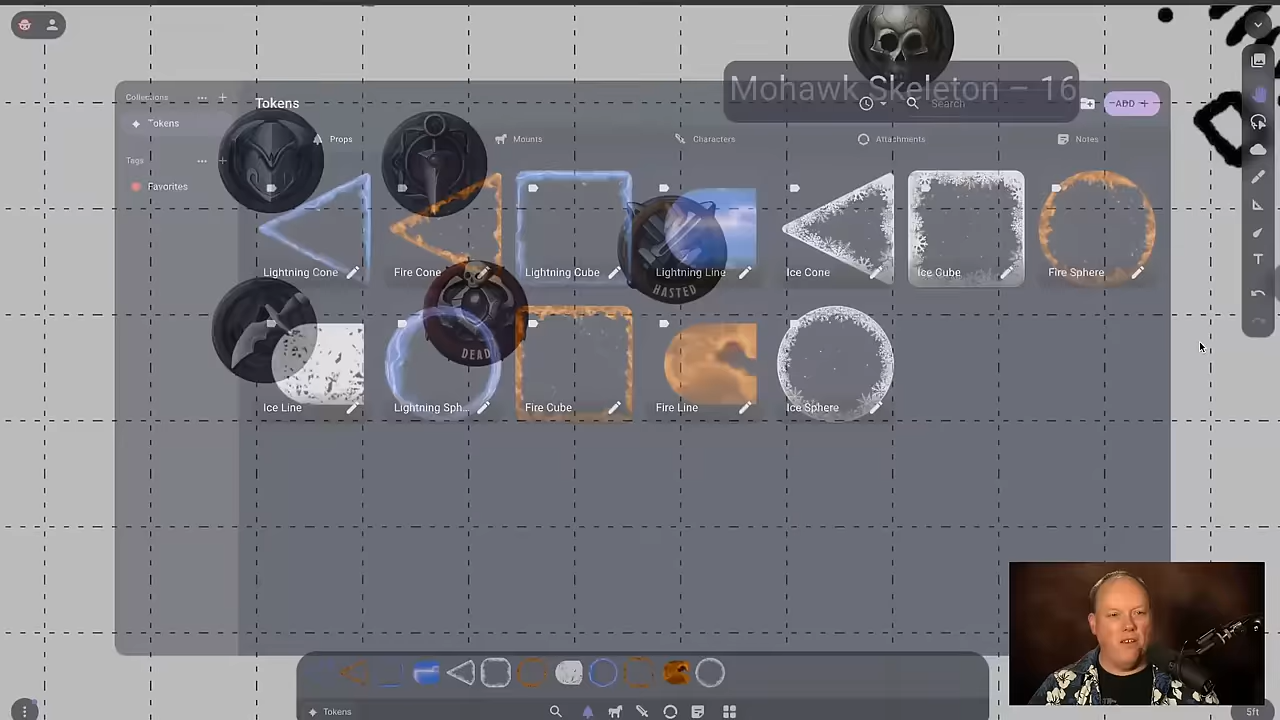 Mohawk Skeleton – 16
Collections
Tokens
Search
ADD +
Tokens
Props
Mounts
Characters
Attachments
Notes
Tags
Favorites
Lightning Cone
Fire Cone
Lightning Cube
Lightning Line
Ice Cone
Ice Cube
Fire Sphere
HASTED
DEAD
Ice Line
Lightning Sph...
Fire Cube
Fire Line
Ice Sphere
Tokens
5ft